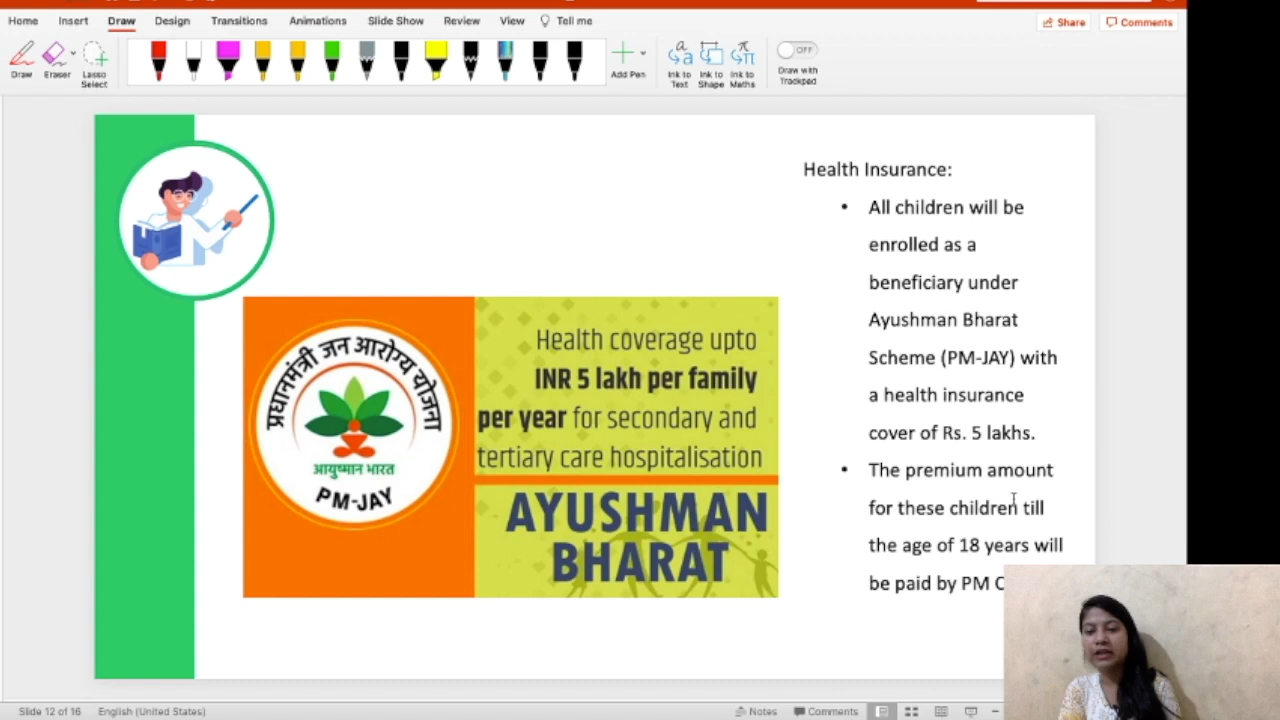 Home Insert Draw Design Transitions Animations Slide Show Review View Tell me
Share Comments
Draw Eraser Lasso Select
Add Pen Ink to Text Ink to Shape Ink to Maths
OFF
Draw with Trackpad
Health Insurance:
• All children will be
enrolled as a
beneficiary under
Ayushman Bharat
Scheme (PM-JAY) with
a health insurance
cover of Rs. 5 lakhs.
• The premium amount
for these children till
the age of 18 years will
be paid by PM
प्रधानमंत्री जन आरोग्य योजना
आयुष्मान भारत
PM-JAY
Health coverage upto
INR 5 lakh per family
per year for secondary and
tertiary care hospitalisation
AYUSHMAN
BHARAT
Slide 12 of 16 English (United States)
Notes Comments